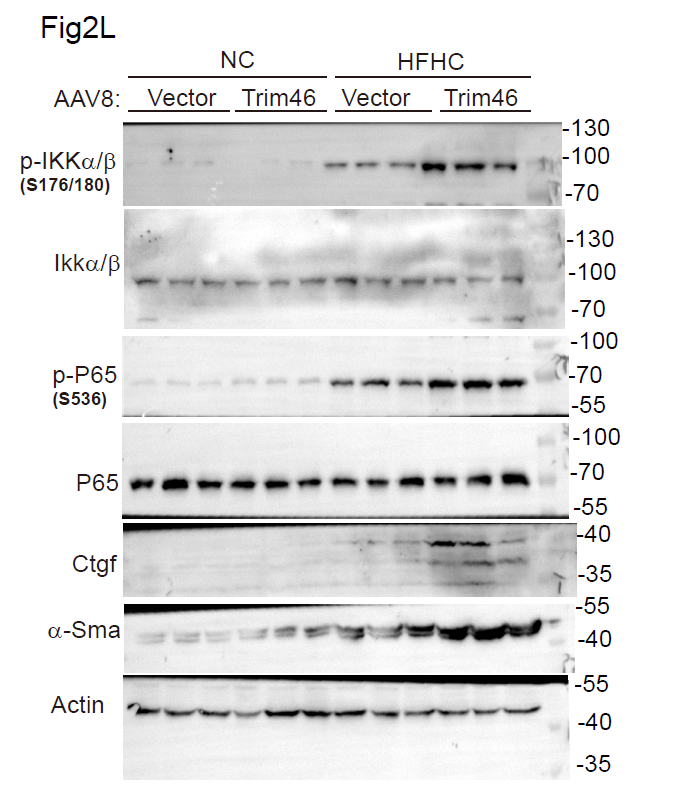 Fig2L
NC HFHC
AAV8: Vector Trim46 Vector Trim46
p-IKKα/β
(S176/180)
-130
-100
-70
Ikkα/β
-130
-100
-70
p-P65
(S536)
-100
-70
-55
P65
-100
-70
-55
Ctgf
-40
-35
α-Sma
-55
-40
Actin
-55
-40
-35